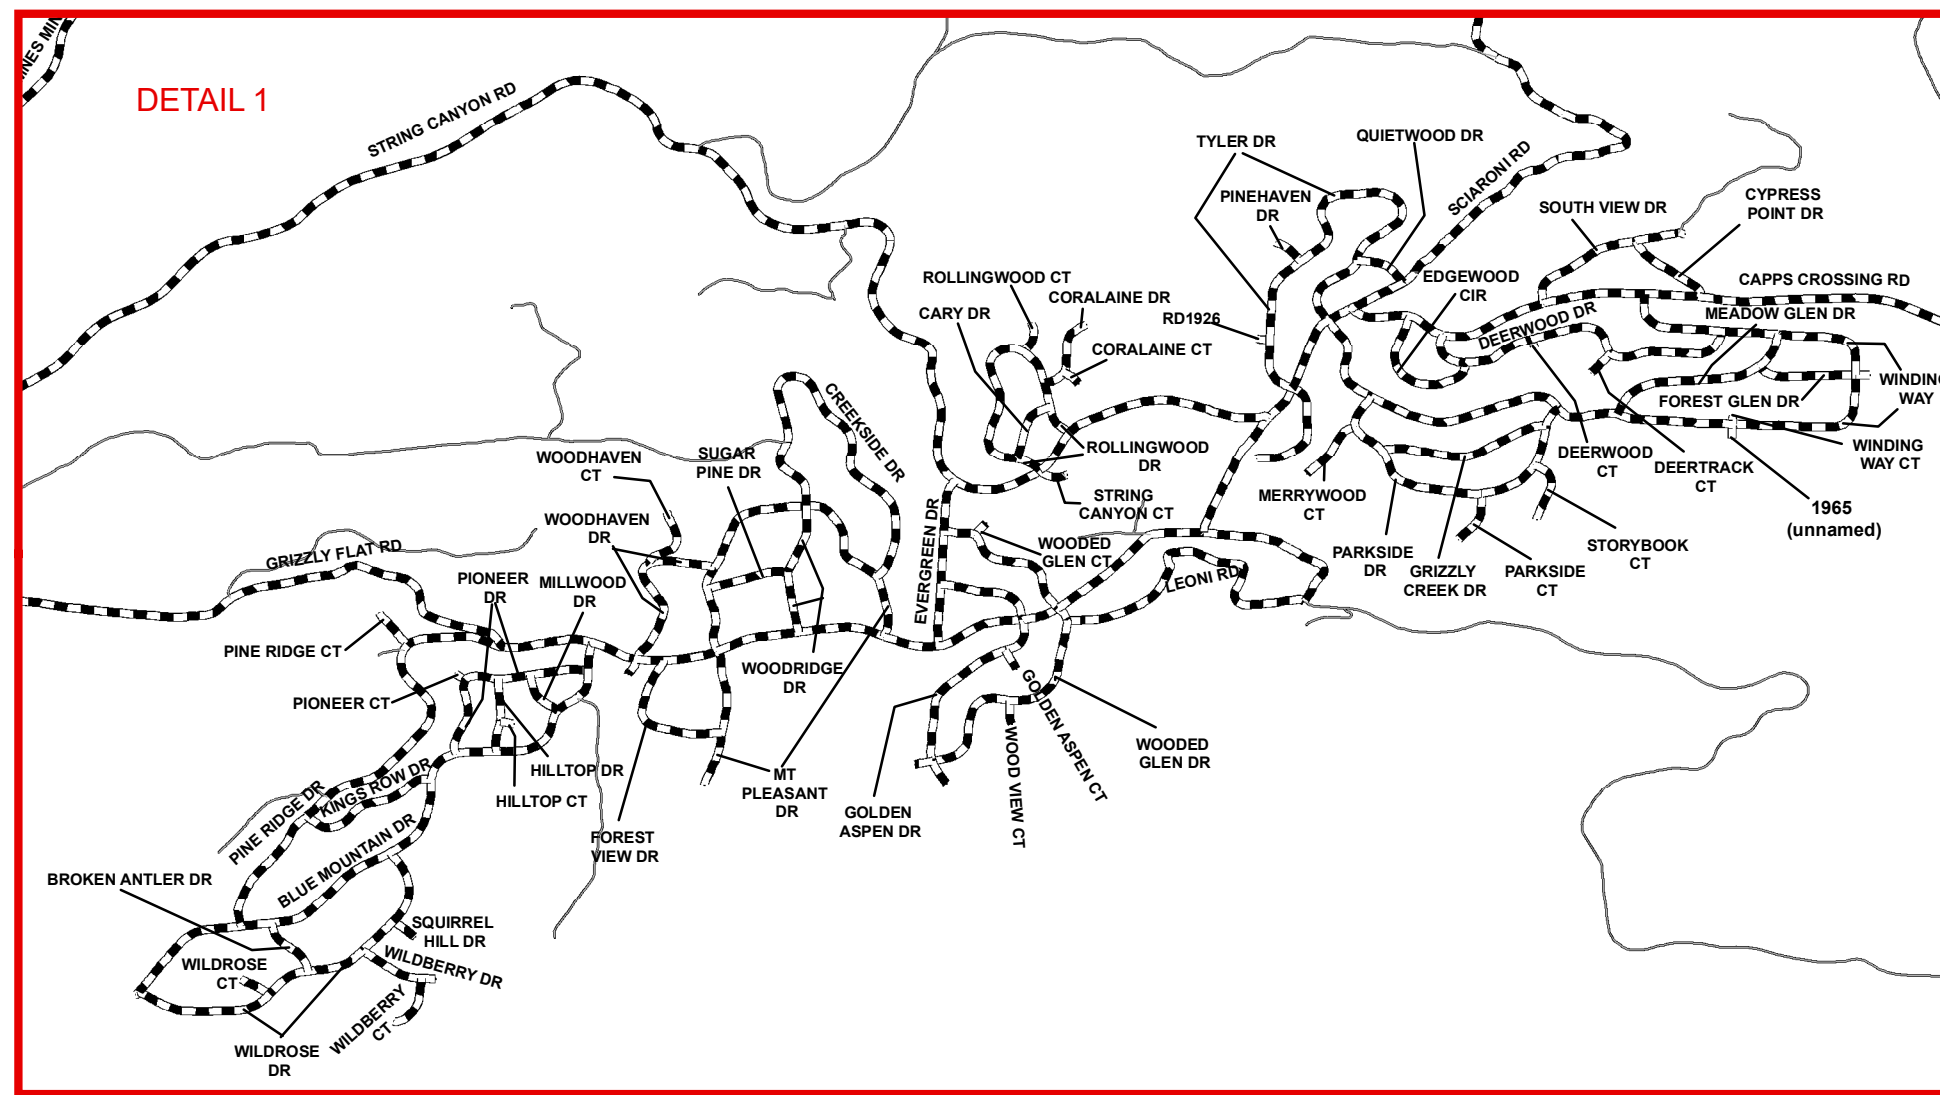 INES MIN
DETAIL 1
STRING CANYON RD
TYLER DR
QUIETWOOD DR
SCIARONI RD
PINEHAVEN
DR
SOUTH VIEW DR
CYPRESS
POINT DR
ROLLINGWOOD CT
CORALAINE DR
EDGEWOOD
CIR
CAPPS CROSSING RD
CARY DR
RD1926
DEERWOOD DR
MEADOW GLEN DR
CORALAINE CT
WINDING
WAY
FOREST GLEN DR
CREEKSIDE DR
WOODHAVEN
CT
SUGAR
PINE DR
ROLLINGWOOD
DR
DEERWOOD
CT
DEERTRACK
CT
WINDING
WAY CT
STRING
CANYON CT
MERRYWOOD
CT
1965
(unnamed)
WOODHAVEN
DR
EVERGREEN DR
WOODED
GLEN CT
PARKSIDE
DR
GRIZZLY
CREEK DR
PARKSIDE
CT
STORYBOOK
CT
GRIZZLY FLAT RD
PIONEER
DR
MILLWOOD
DR
LEONI RD
PINE RIDGE CT
WOODRIDGE
DR
PIONEER CT
GOLDEN ASPEN CT
WOOD VIEW CT
WOODED
GLEN DR
HILLTOP DR
HILLTOP CT
MT
PLEASANT
DR
GOLDEN
ASPEN DR
PINE RIDGE DR
KINGS ROW DR
FOREST
VIEW DR
BLUE MOUNTAIN DR
BROKEN ANTLER DR
SQUIRREL
HILL DR
WILDROSE
CT
WILDBERRY DR
WILDBERRY
CT
WILDROSE
DR